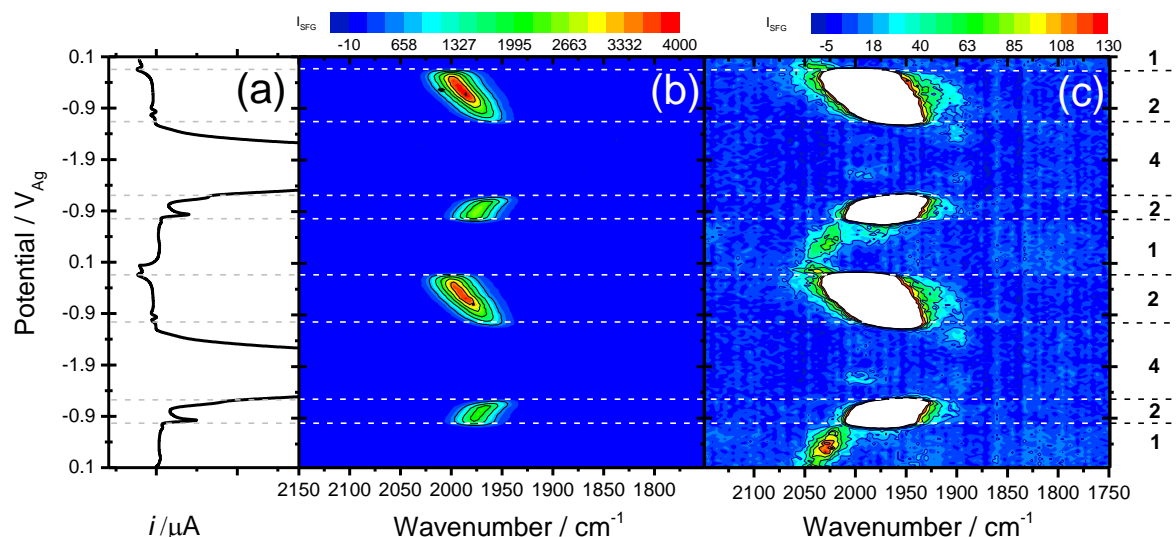 I_SFG
-10 658 1327 1995 2663 3332 4000
I_SFG
-5 18 40 63 85 108 130
(a)
(b)
(c)
Potential / V_Ag
0.1
-0.9
-1.9
-0.9
0.1
-0.9
-1.9
-0.9
0.1
1
2
4
2
1
2
4
2
1
2150 2100 2050 2000 1950 1900 1850 1800
2100 2050 2000 1950 1900 1850 1800 1750
i /µA
Wavenumber / cm⁻¹
Wavenumber / cm⁻¹